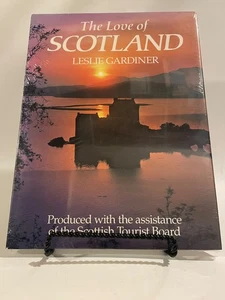 The Love of
SCOTLAND
LESLIE GARDINER
Produced with the assistance
of the Scottish Tourist Board